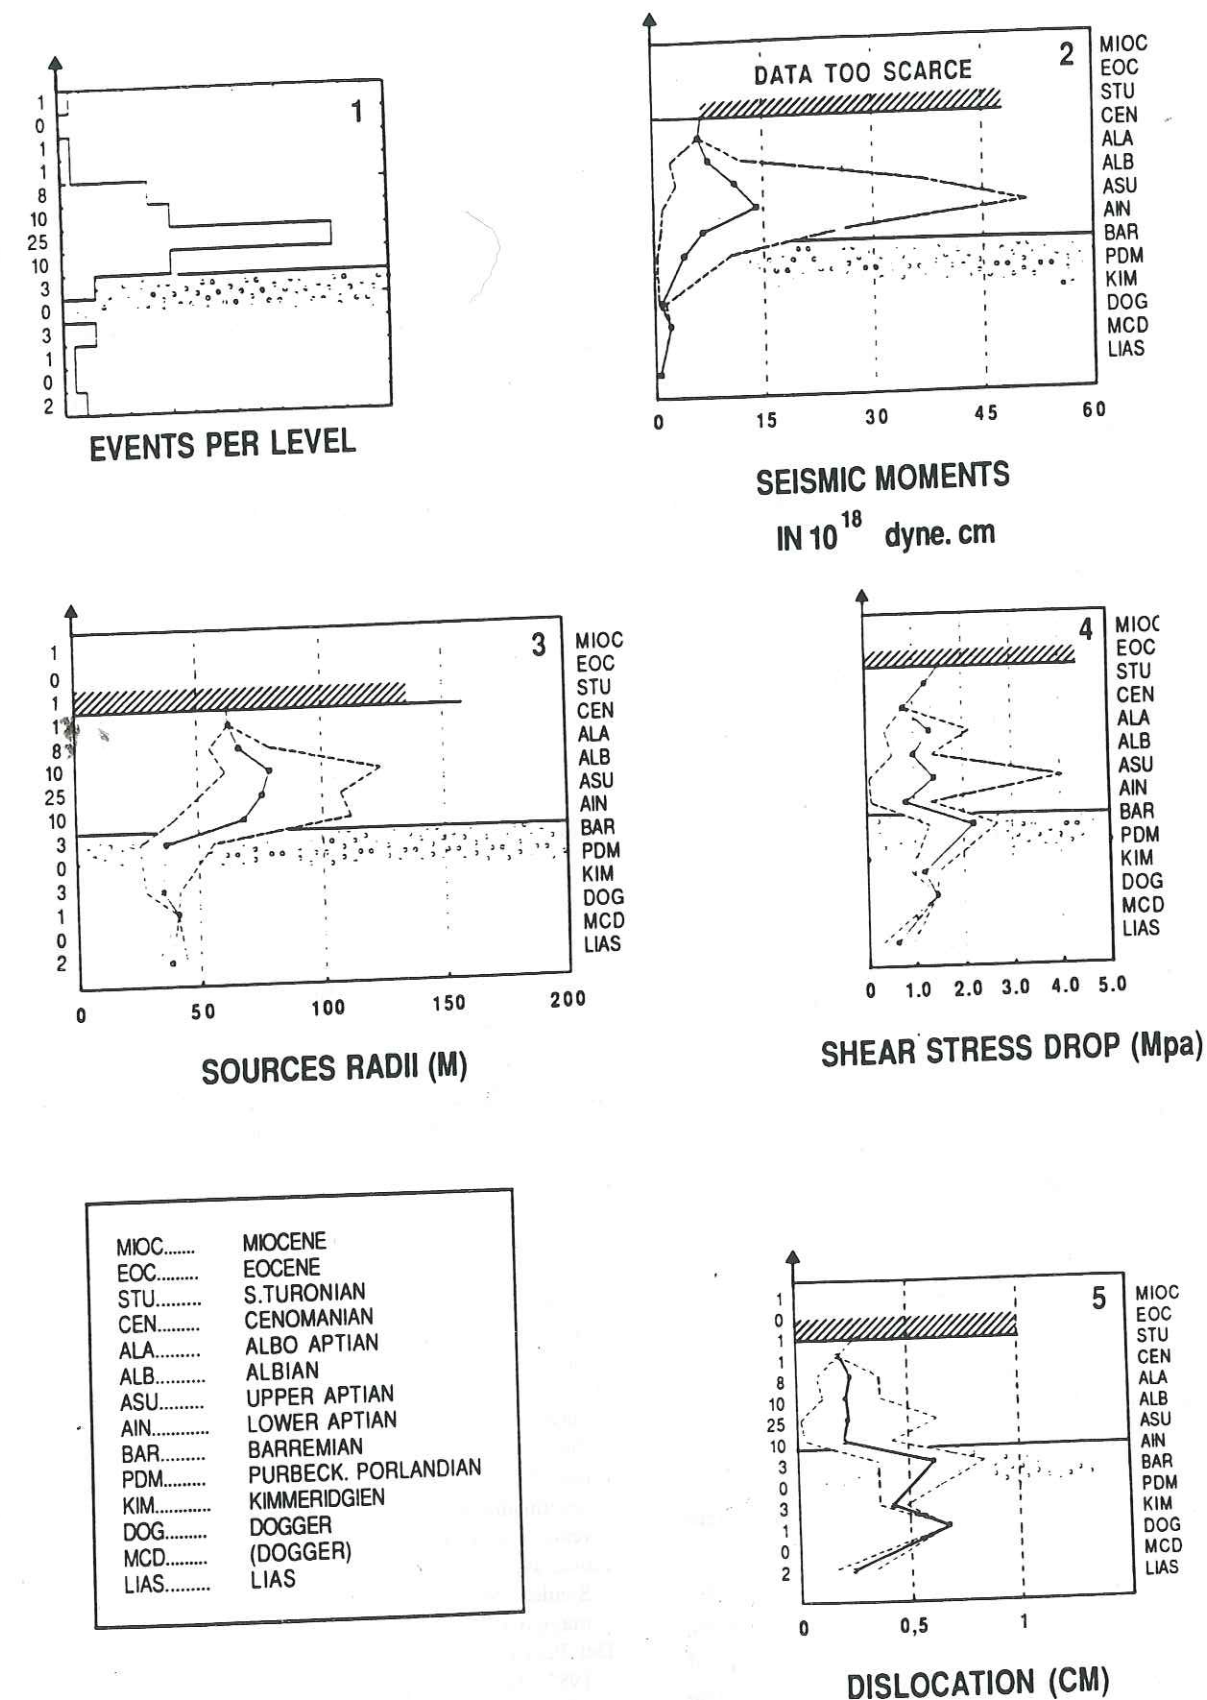 1
1
0
1
1
8
10
25
10
3
0
3
1
0
2
EVENTS PER LEVEL
2
DATA TOO SCARCE
MIOC
EOC
STU
CEN
ALA
ALB
ASU
AIN
BAR
PDM
KIM
DOG
MCD
LIAS
0 15 30 45 60
SEISMIC MOMENTS
IN 10 18 dyne. cm
3
1
0
1
1
8
10
25
10
3
0
3
1
0
2
MIOC
EOC
STU
CEN
ALA
ALB
ASU
AIN
BAR
PDM
KIM
DOG
MCD
LIAS
0 50 100 150 200
SOURCES RADII (M)
4
MIOC
EOC
STU
CEN
ALA
ALB
ASU
AIN
BAR
PDM
KIM
DOG
MCD
LIAS
0 1.0 2.0 3.0 4.0 5.0
SHEAR STRESS DROP (Mpa)
MIOC....... MIOCENE
EOC......... EOCENE
STU......... S.TURONIAN
CEN......... CENOMANIAN
ALA......... ALBO APTIAN
ALB......... ALBIAN
ASU......... UPPER APTIAN
AIN............ LOWER APTIAN
BAR.......... BARREMIAN
PDM......... PURBECK. PORLANDIAN
KIM............ KIMMERIDGIEN
DOG......... DOGGER
MCD......... (DOGGER)
LIAS.......... LIAS
5
1
0
1
1
8
10
25
10
3
0
3
1
0
2
MIOC
EOC
STU
CEN
ALA
ALB
ASU
AIN
BAR
PDM
KIM
DOG
MCD
LIAS
0 0,5 1
DISLOCATION (CM)